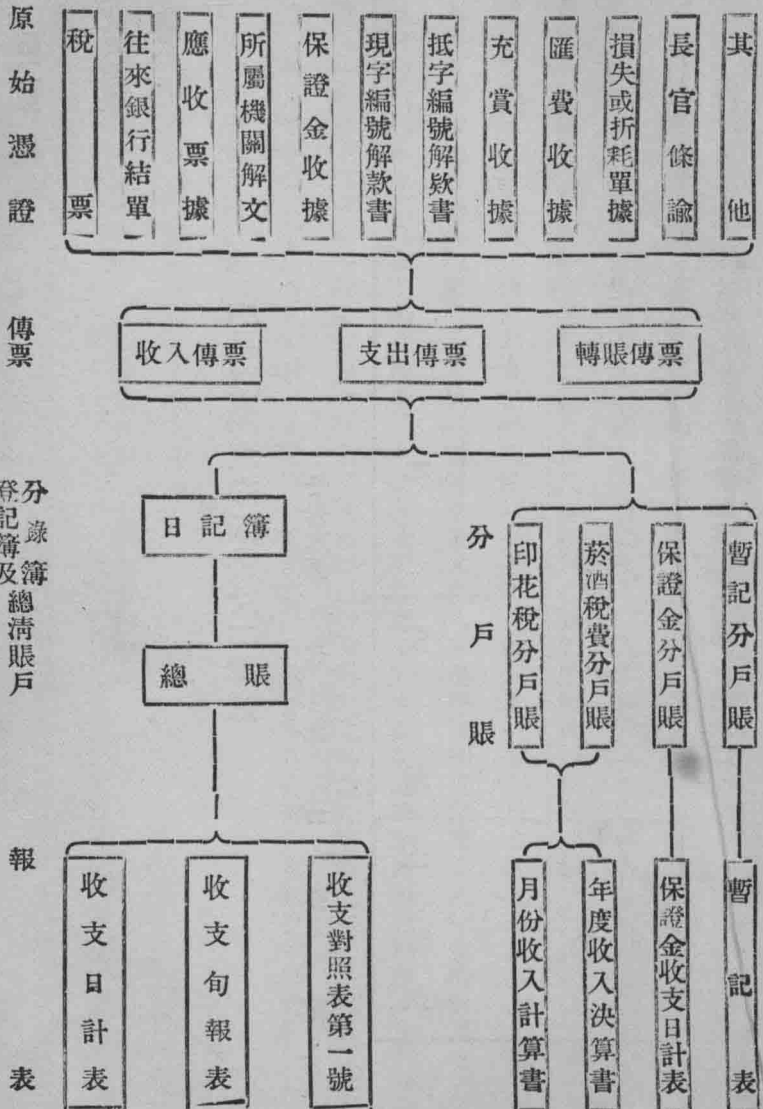 原始憑證
稅票
往來銀行結單
應收票據
所屬機關解文
保證金收據
現字編號解款書
抵字編號解欵書
充賞收據
匯費收據
損失或折耗單據
長官條諭
其他
傳票
收入傳票
支出傳票
轉賬傳票
分錄簿
登記簿及總清賬戶
日記簿
總賬
分戶賬
印花稅分戶賬
菸酒稅費分戶賬
保證金分戶賬
暫記分戶賬
報表
收支日計表
收支旬報表
收支對照表第一號
月份收入計算書
年度收入決算書
保證金收支日計表
暫記表